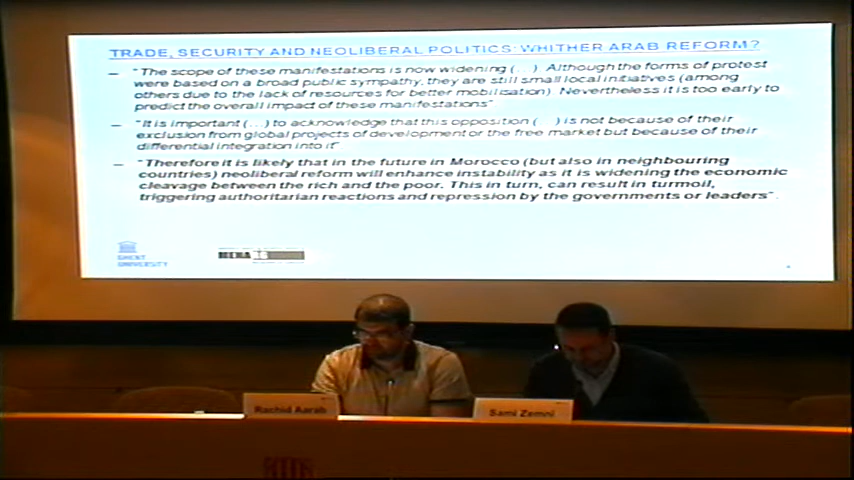 TRADE, SECURITY AND NEOLIBERAL POLITICS: WHITHER ARAB REFORM?
– "The scope of these manifestations is now widening (…). Although the forms of protest
were based on a broad public sympathy, they are still small local initiatives (among
others due to the lack of resources for better mobilisation). Nevertheless it is too early to
predict the overall impact of these manifestations"
– "It is important (…) to acknowledge that this opposition (…) is not because of their
exclusion from global projects of development or the free market but because of their
differential integration into it"
– "Therefore it is likely that in the future in Morocco (but also in neighbouring
countries) neoliberal reform will enhance instability as it is widening the economic
cleavage between the rich and the poor. This in turn, can result in turmoil,
triggering authoritarian reactions and repression by the governments or leaders".
GHENT
UNIVERSITY
MENA
Rachid Aarab
Sami Zemni